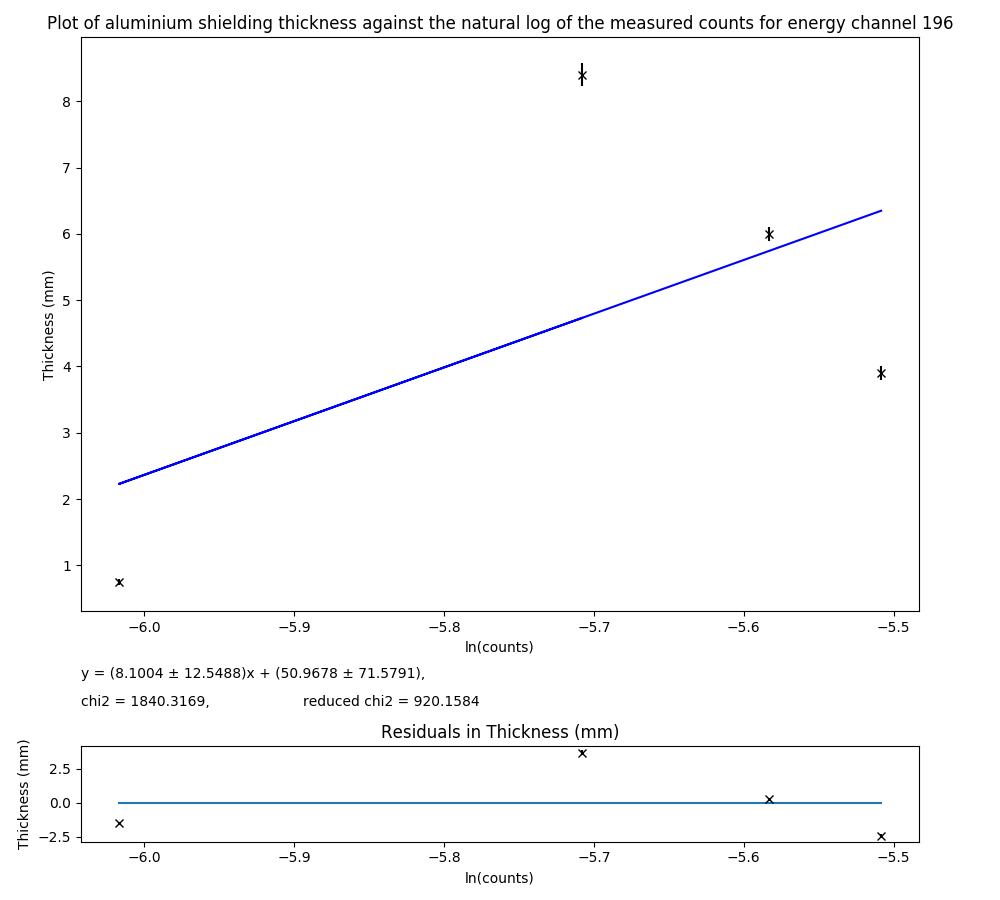 Plot of aluminium shielding thickness against the natural log of the measured counts for energy channel 196
8
7
6
5
4
3
2
1
Thickness (mm)
−6.0 −5.9 −5.8 −5.7 −5.6 −5.5
ln(counts)
y = (8.1004 ± 12.5488)x + (50.9678 ± 71.5791),
chi2 = 1840.3169, reduced chi2 = 920.1584
Residuals in Thickness (mm)
2.5
0.0
−2.5
Thickness (mm)
−6.0 −5.9 −5.8 −5.7 −5.6 −5.5
ln(counts)